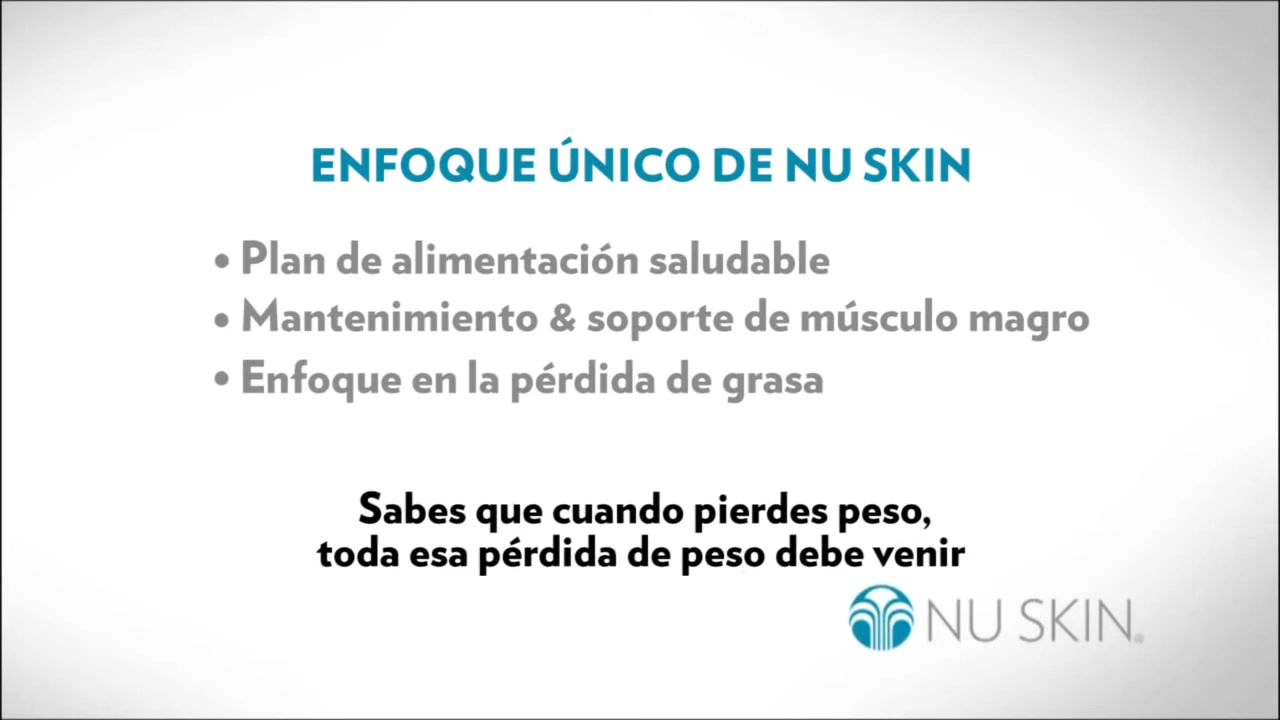 ENFOQUE ÚNICO DE NU SKIN
• Plan de alimentación saludable
• Mantenimiento & soporte de músculo magro
• Enfoque en la pérdida de grasa
Sabes que cuando pierdes peso,
toda esa pérdida de peso debe venir
NU SKIN®